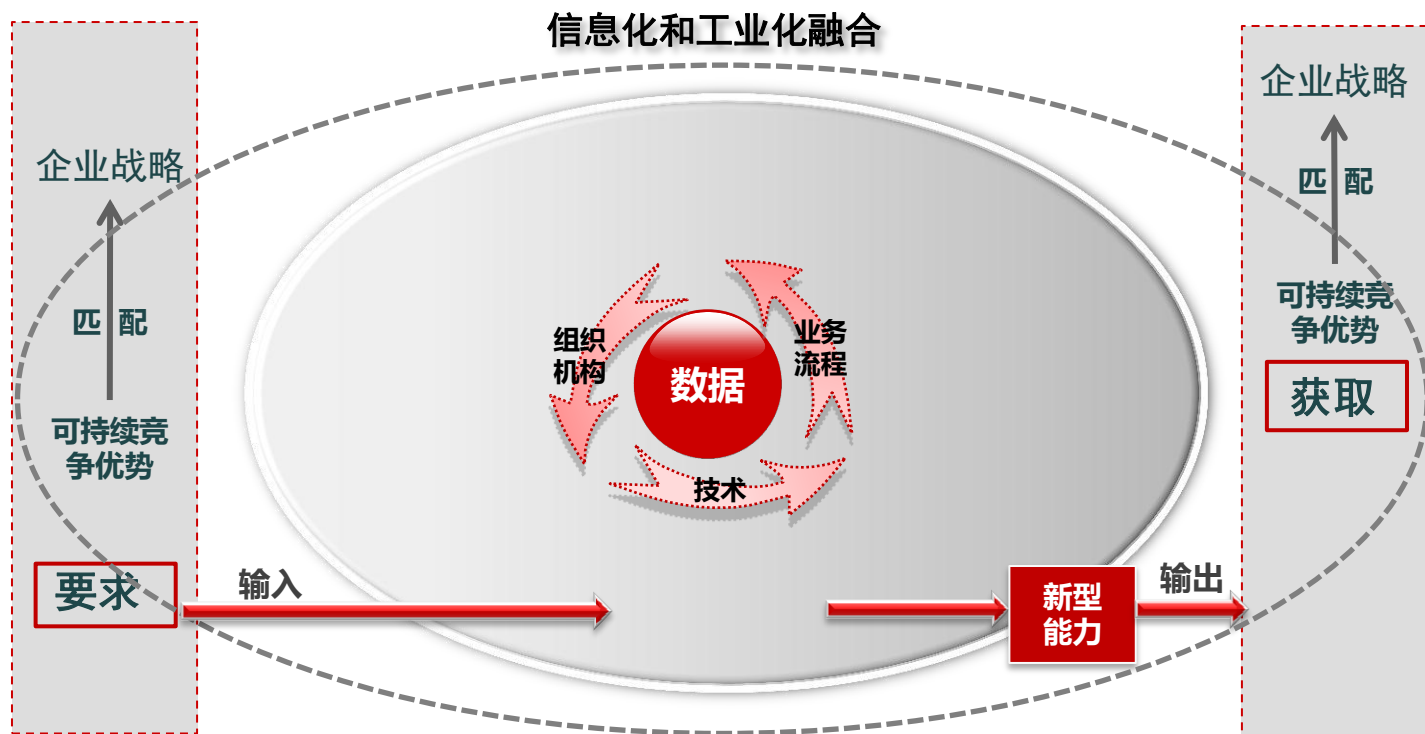 信息化和工业化融合
企业战略
匹 配
可持续竞
争优势
要求
输入
组织
机构
数据
业务
流程
技术
新型
能力
输出
企业战略
匹 配
可持续竞
争优势
获取